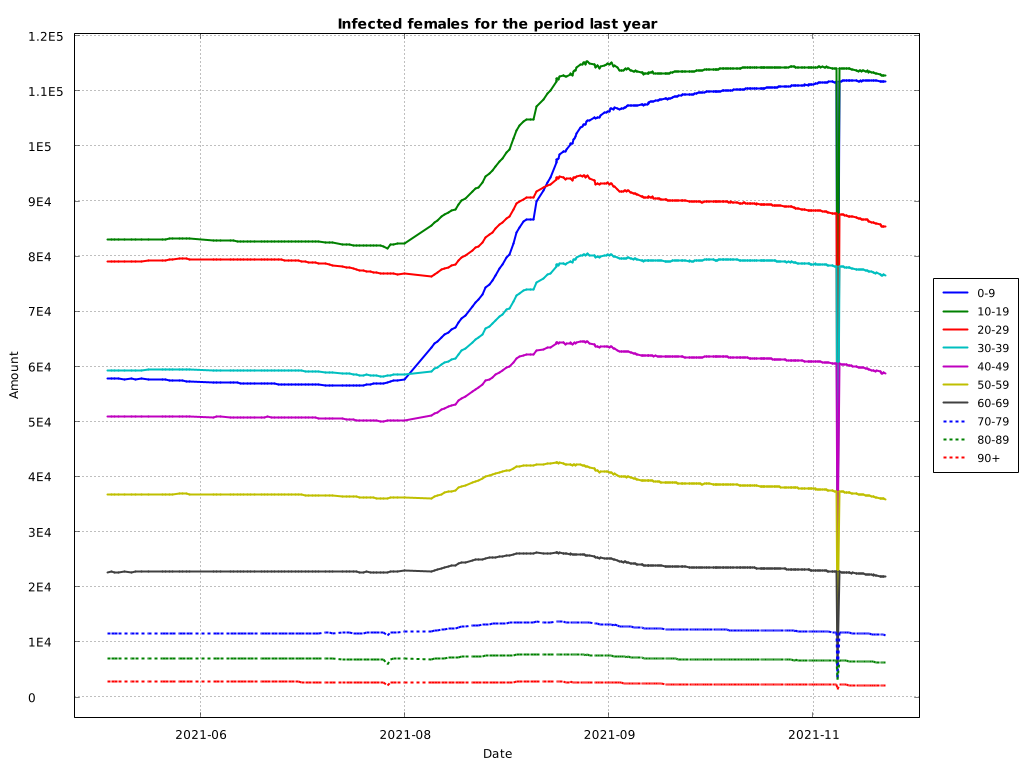 Infected females for the period last year
1.2E5
1.1E5
1E5
9E4
8E4
7E4
6E4
5E4
4E4
3E4
2E4
1E4
0
Amount
2021-06
2021-08
2021-09
2021-11
Date
0-9
10-19
20-29
30-39
40-49
50-59
60-69
70-79
80-89
90+